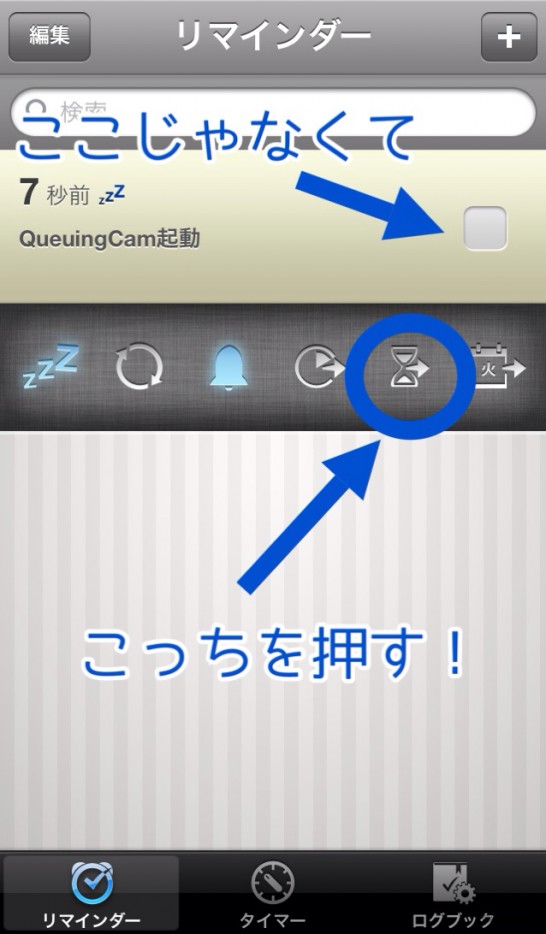 編集
リマインダー
+
検索
ここじゃなくて
7 秒前 zzZ
QueuingCam起動
zzZ
火
こっちを押す！
リマインダー
タイマー
ログブック